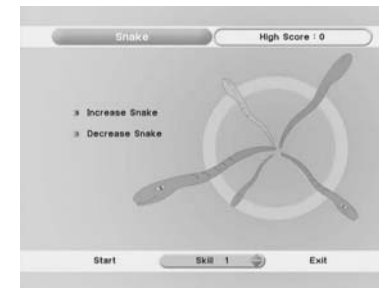 Snake High Score : 0
Increase Snake
Decrease Snake
Start Skill 1 Exit